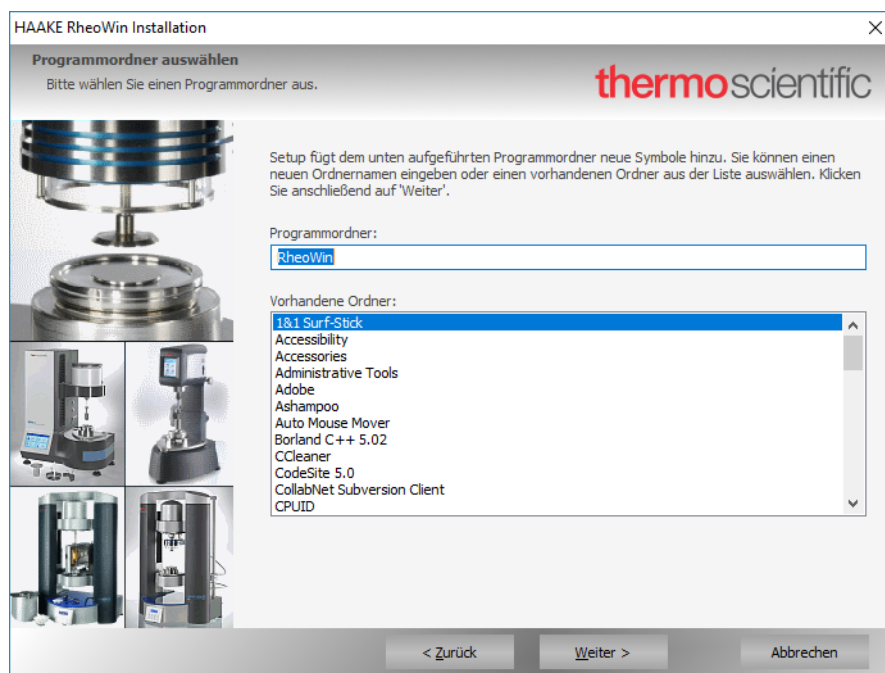 HAAKE RheoWin Installation
Programmordner auswählen
Bitte wählen Sie einen Programmordner aus.
thermoscientific
Setup fügt dem unten aufgeführten Programmordner neue Symbole hinzu. Sie können einen
neuen Ordnernamen eingeben oder einen vorhandenen Ordner aus der Liste auswählen. Klicken
Sie anschließend auf 'Weiter'.
Programmordner:
RheoWin
Vorhandene Ordner:
1&1 Surf-Stick
Accessibility
Accessories
Administrative Tools
Adobe
Ashampoo
Auto Mouse Mover
Borland C++ 5.02
CCleaner
CodeSite 5.0
CollabNet Subversion Client
CPUID
< Zurück
Weiter >
Abbrechen